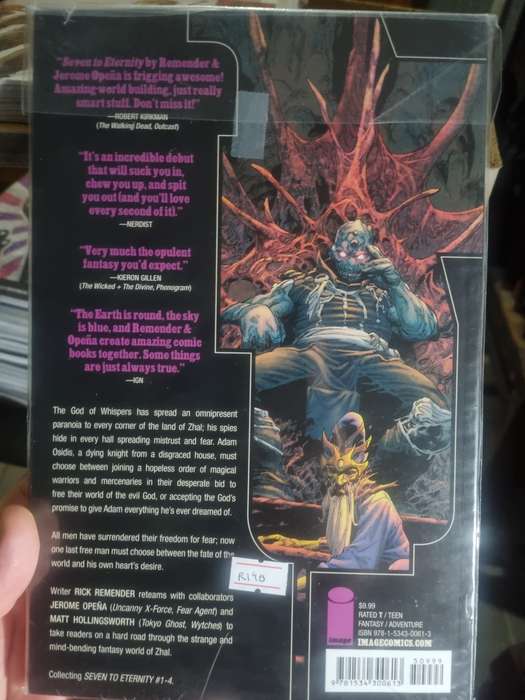 "Seven to Eternity by Remender &
Jerome Opeña is frigging awesome!
Amazing world building, just really
smart stuff. Don't miss it!"
—ROBERT KIRKMAN
(The Walking Dead, Outcast)
"It's an incredible debut
that will suck you in,
chew you up, and spit
you out (and you'll love
every second of it)."
—NERDIST
"Very much the opulent
fantasy you'd expect."
—KIERON GILLEN
(The Wicked + The Divine, Phonogram)
"The Earth is round, the sky
is blue, and Remender &
Opeña create amazing comic
books together. Some things
are just always true."
—IGN
The God of Whispers has spread an omnipresent
paranoia to every corner of the land of Zhal; his spies
hide in every hall spreading mistrust and fear. Adam
Osidis, a dying knight from a disgraced house, must
choose between joining a hopeless order of magical
warriors and mercenaries in their desperate bid to
free their world of the evil God, or accepting the God's
promise to give Adam everything he's ever dreamed of.
All men have surrendered their freedom for fear; now
one last free man must choose between the fate of the
world and his own heart's desire.
R190
Writer RICK REMENDER reteams with collaborators
JEROME OPEÑA (Uncanny X-Force, Fear Agent) and
MATT HOLLINGSWORTH (Tokyo Ghost, Wytches) to
take readers on a hard road through the strange and
mind-bending fantasy world of Zhal.
Collecting SEVEN TO ETERNITY #1-4.
image
$9.99
RATED T / TEEN
FANTASY / ADVENTURE
ISBN 978-1-5343-0061-3
IMAGECOMICS.COM
50999
9781534300613